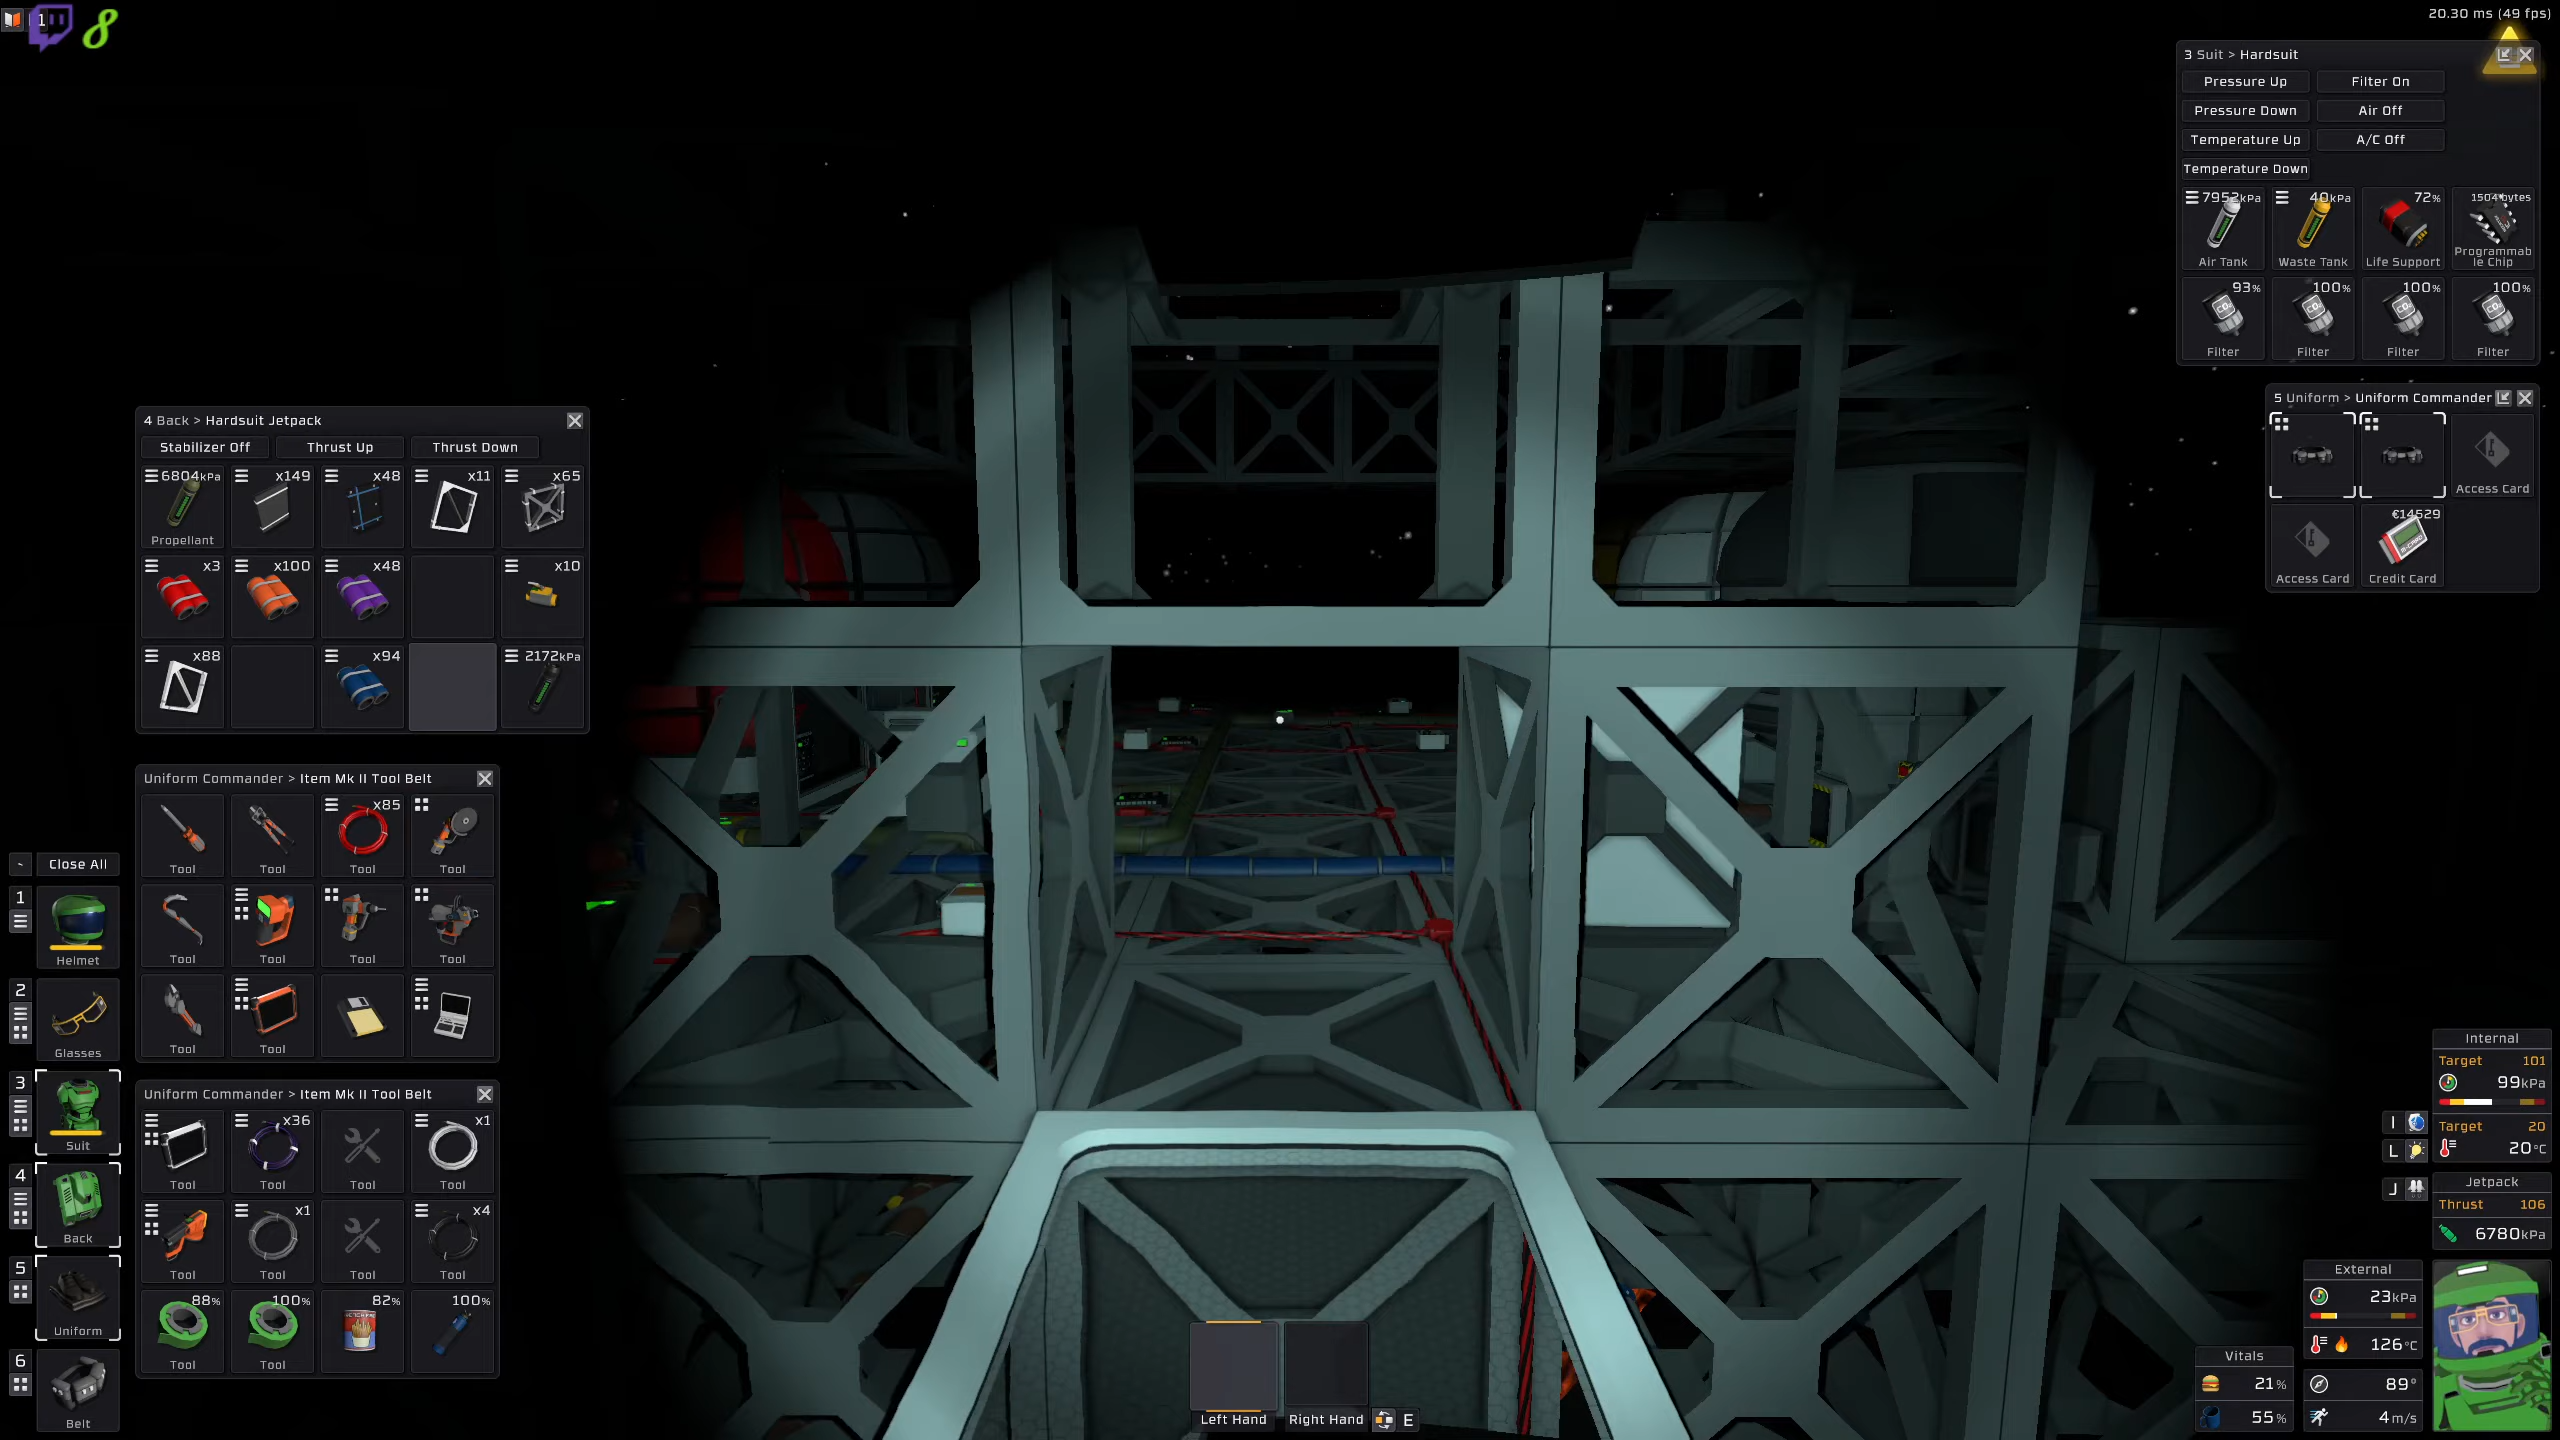 1
8
20.30 ms (49 fps)
3 Suit > Hardsuit
Pressure Up
Filter On
Pressure Down
Air Off
Temperature Up
A/C Off
Temperature Down
7952kPa
40kPa
72%
1504bytes
Air Tank
Waste Tank
Life Support
Programmab
le Chip
93%
100%
100%
100%
Filter
Filter
Filter
Filter
5 Uniform > Uniform Commander
Access Card
€14529
Access Card
Credit Card
4 Back > Hardsuit Jetpack
Stabilizer Off
Thrust Up
Thrust Down
6804kPa
x149
x48
x11
x65
Propellant
x3
x100
x48
x10
x88
x94
2172kPa
Uniform Commander > Item Mk II Tool Belt
x85
Tool
Tool
Tool
Tool
Tool
Tool
Tool
Tool
Tool
Tool
Uniform Commander > Item Mk II Tool Belt
x36
x1
Tool
Tool
Tool
Tool
x1
x4
Tool
Tool
Tool
Tool
88%
100%
82%
100%
Tool
Tool
Tool
~
Close All
1
Helmet
2
Glasses
3
Suit
4
Back
5
Uniform
6
Belt
Left Hand
Right Hand
E
Internal
Target 101
99kPa
Target 20
20°C
I
L
J
Jetpack
Thrust 106
6780kPa
External
23kPa
126°C
89°
4m/s
Vitals
21%
55%